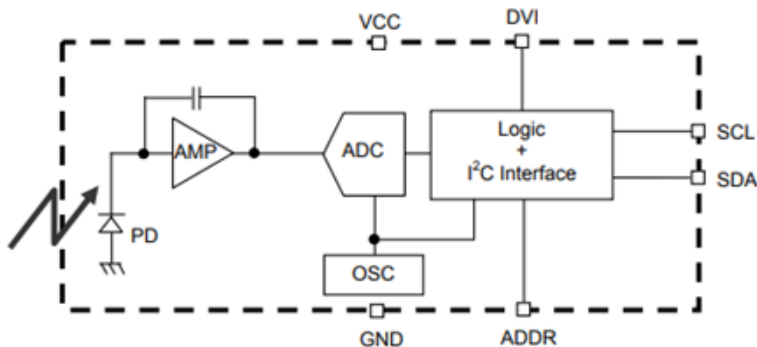 VCC
DVI
AMP
ADC
Logic
+
I²C Interface
SCL
SDA
PD
OSC
GND
ADDR